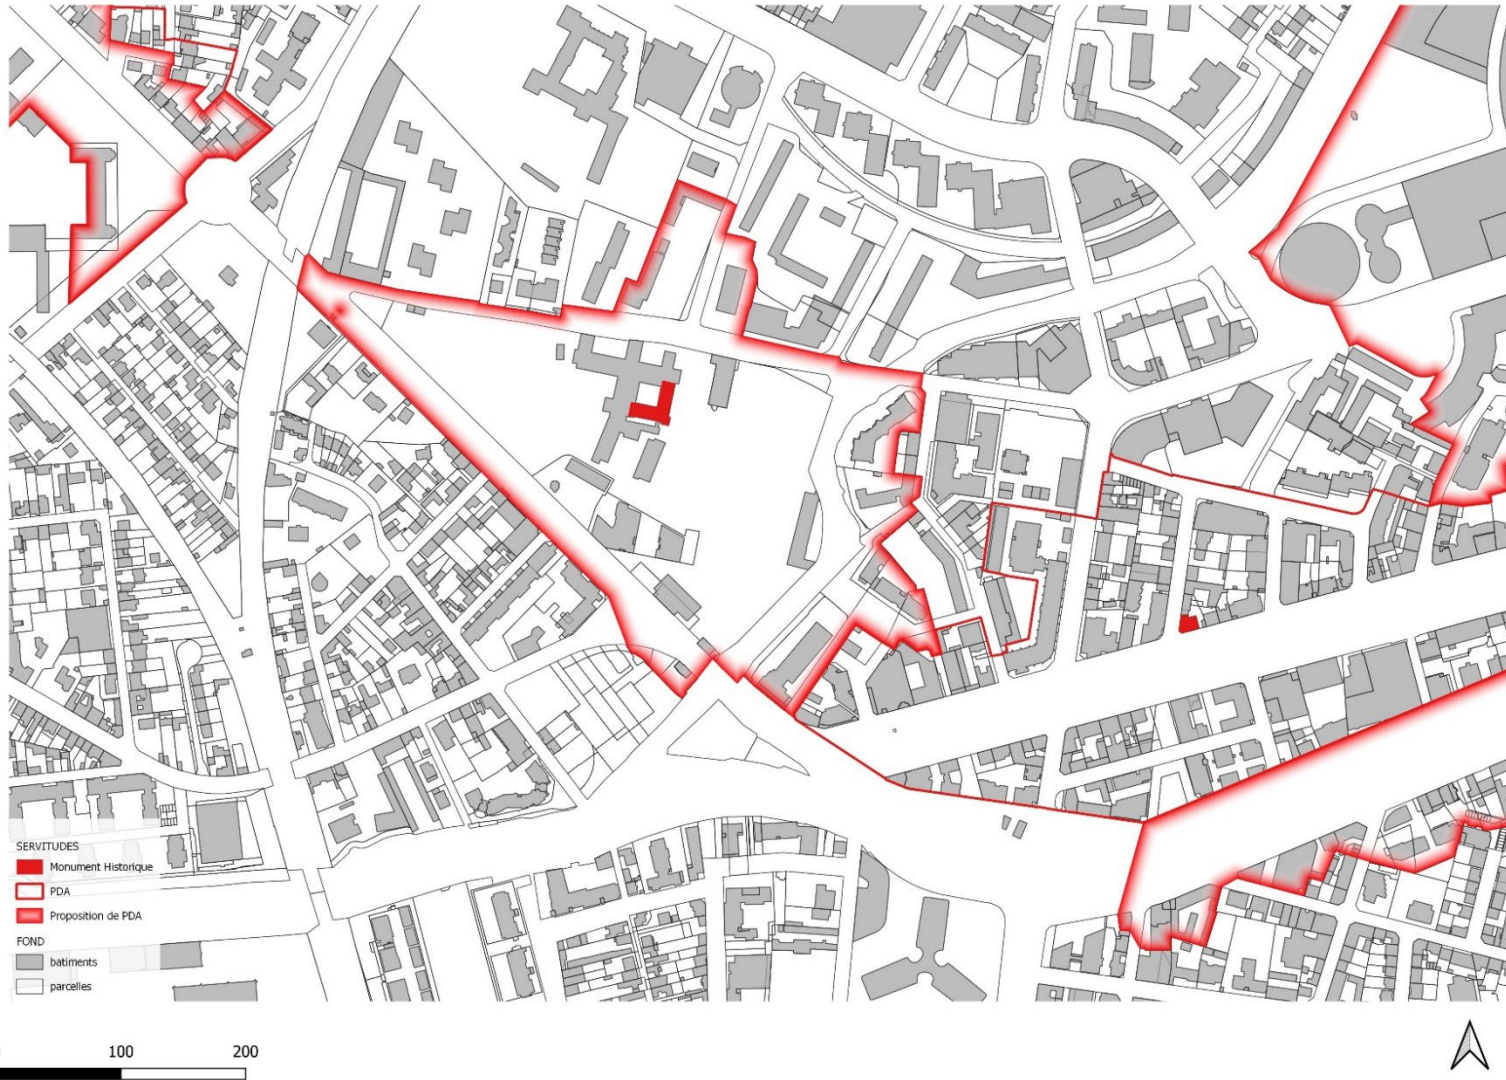 SERVITUDES
Monument Historique
PDA
Proposition de PDA
FOND
batiments
parcelles
100 200